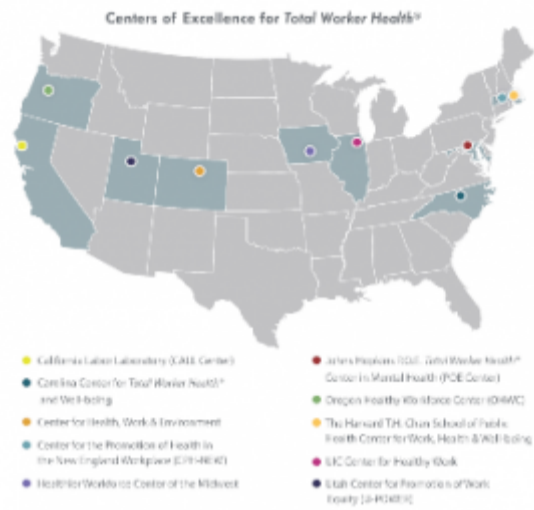 Centers of Excellence for Total Worker Health®
California Labor Laboratory (CALL Center)
Carolina Center for Total Worker Health®
and Well-being
Center for Health, Work & Environment
Center for the Promotion of Health in
the New England Workplace (CPH-NEW)
Healthier Workforce Center of the Midwest
Johns Hopkins P.O.E. Total Worker Health®
Center in Mental Health (POE Center)
Oregon Healthy Workforce Center (OHWC)
The Harvard T.H. Chan School of Public
Health Center for Work, Health & Well-being
UIC Center for Healthy Work
Utah Center for Promotion of Work
Equity (U-POWER)